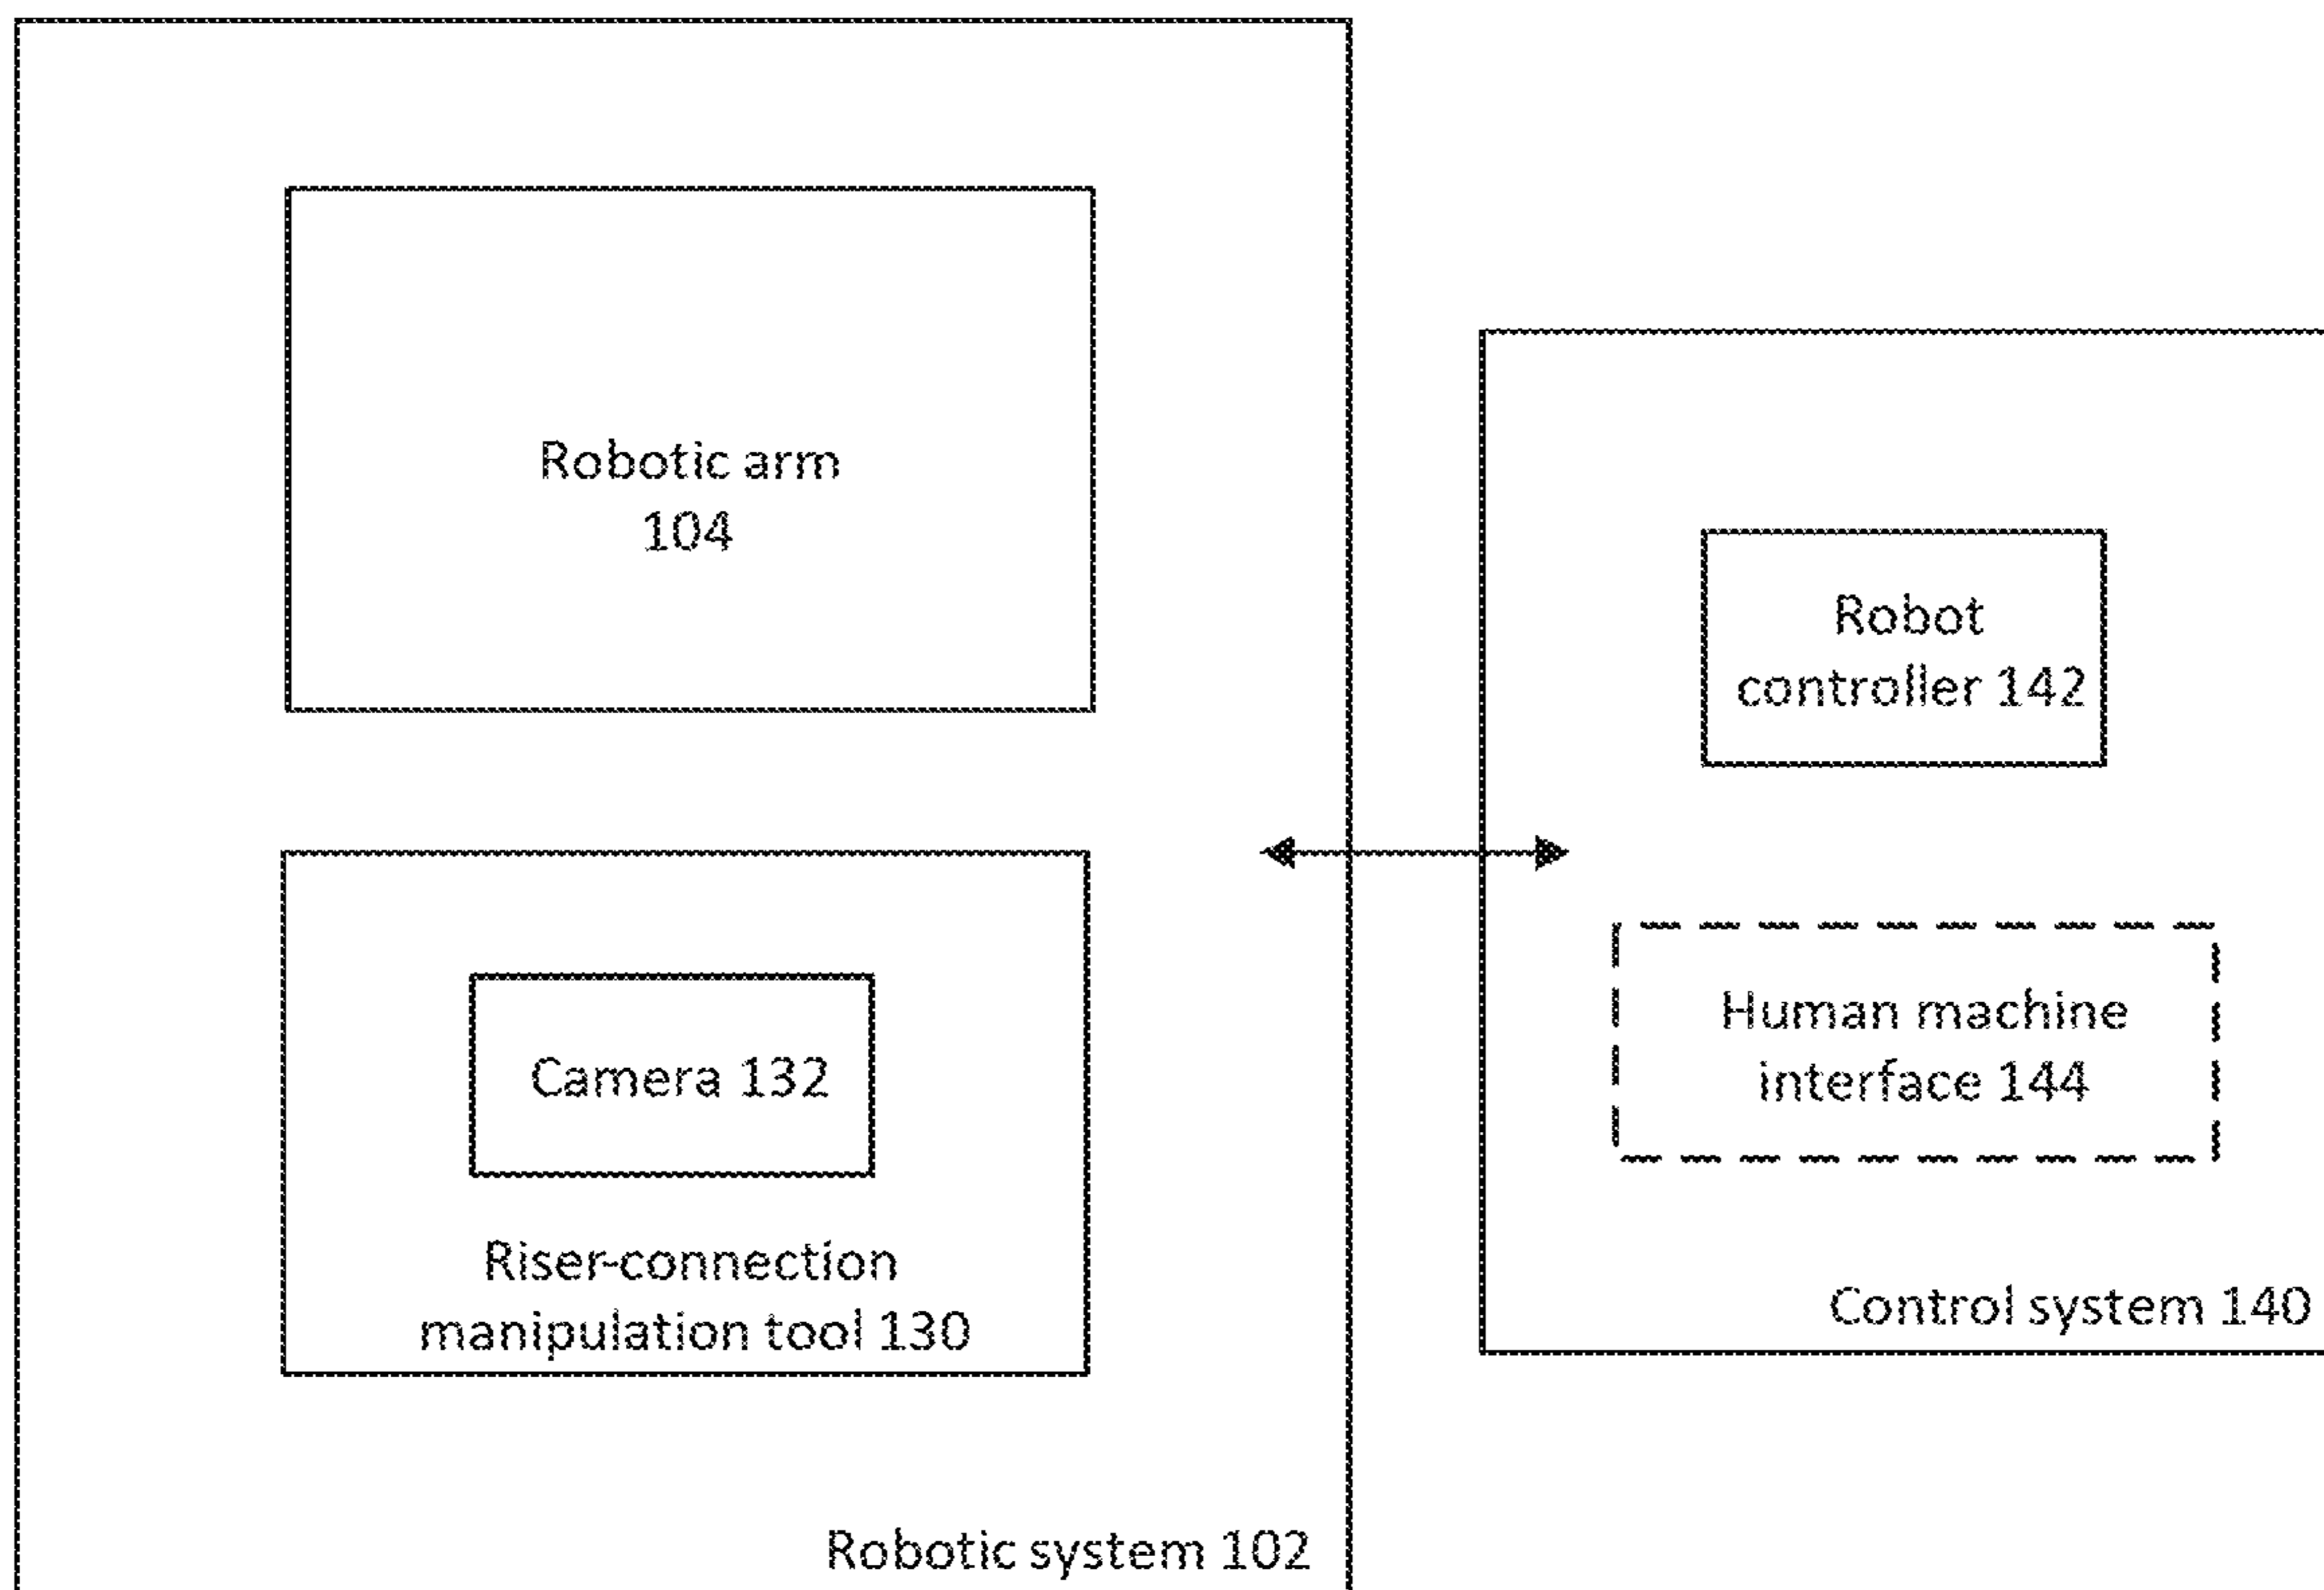 Robotic arm
104
Camera 132
Riser-connection
manipulation tool 130
Robotic system 102
Robot
controller 142
Human machine
interface 144
Control system 140